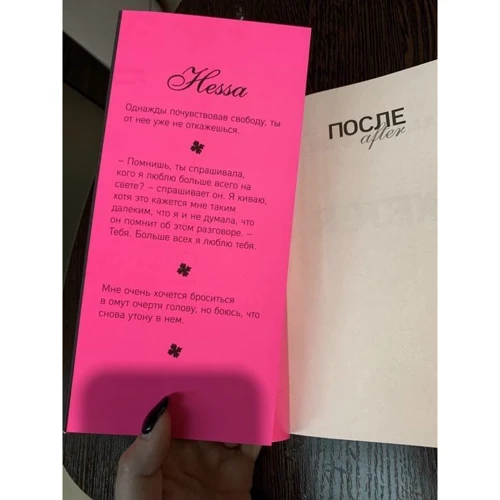 Hessa
Однажды почувствовав свободу, ты
от нее уже не откажешься.
– Помнишь, ты спрашивала,
кого я люблю больше всего на
свете? – спрашивает он. Я киваю,
хотя это кажется мне таким
далеким, что я и не думала, что
он помнит об этом разговоре. –
Тебя. Больше всех я люблю тебя.
Мне очень хочется броситься
в омут очертя голову, но боюсь, что
снова утону в нем.
ПОСЛЕ
after